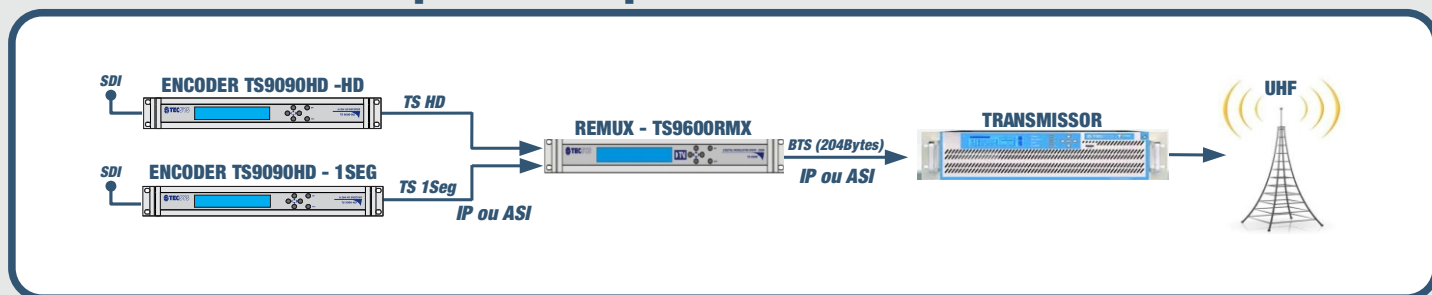 SDI
ENCODER TS9090HD -HD
TS HD
SDI
ENCODER TS9090HD - 1SEG
TS 1Seg
IP ou ASI
REMUX - TS9600RMX
BTS (204Bytes)
IP ou ASI
TRANSMISSOR
UHF